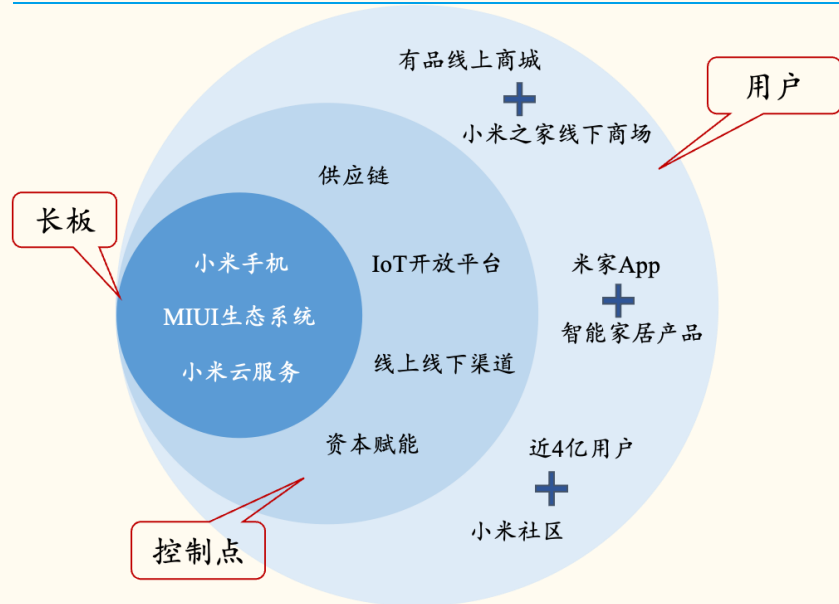 有品线上商城
小米之家线下商场
用户
供应链
长板
小米手机
IoT开放平台
米家App
MIUI生态系统
智能家居产品
小米云服务
线上线下渠道
资本赋能
近4亿用户
小米社区
控制点